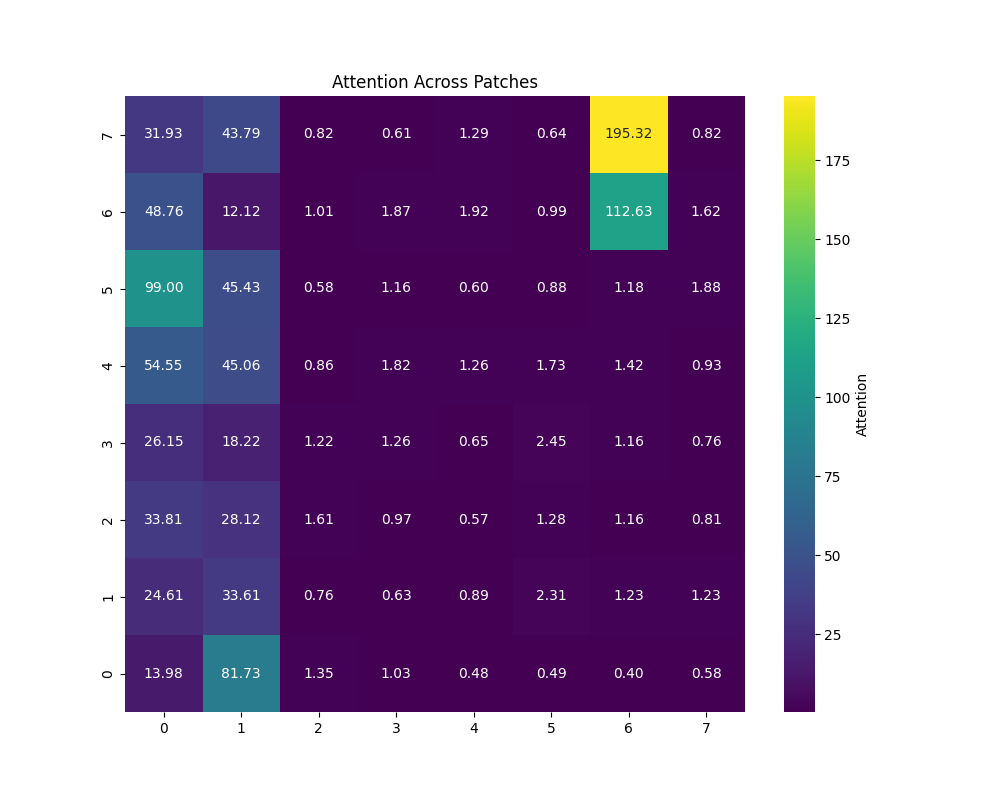 Attention Across Patches
7 31.93 43.79 0.82 0.61 1.29 0.64 195.32 0.82
175
6 48.76 12.12 1.01 1.87 1.92 0.99 112.63 1.62
150
5 99.00 45.43 0.58 1.16 0.60 0.88 1.18 1.88
125
4 54.55 45.06 0.86 1.82 1.26 1.73 1.42 0.93
100
Attention
3 26.15 18.22 1.22 1.26 0.65 2.45 1.16 0.76
75
2 33.81 28.12 1.61 0.97 0.57 1.28 1.16 0.81
50
1 24.61 33.61 0.76 0.63 0.89 2.31 1.23 1.23
25
0 13.98 81.73 1.35 1.03 0.48 0.49 0.40 0.58
0 1 2 3 4 5 6 7